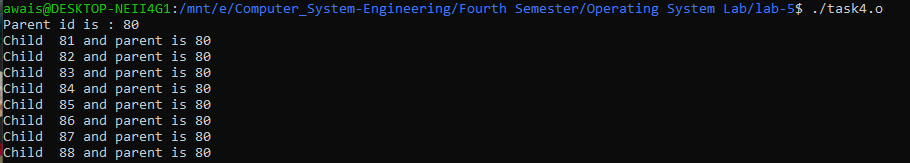 awais@DESKTOP-NEII4G1:/mnt/e/Computer_System-Engineering/Fourth Semester/Operating System Lab/lab-5$ ./task4.o
Parent id is : 80
Child  81 and parent is 80
Child  82 and parent is 80
Child  83 and parent is 80
Child  84 and parent is 80
Child  85 and parent is 80
Child  86 and parent is 80
Child  87 and parent is 80
Child  88 and parent is 80